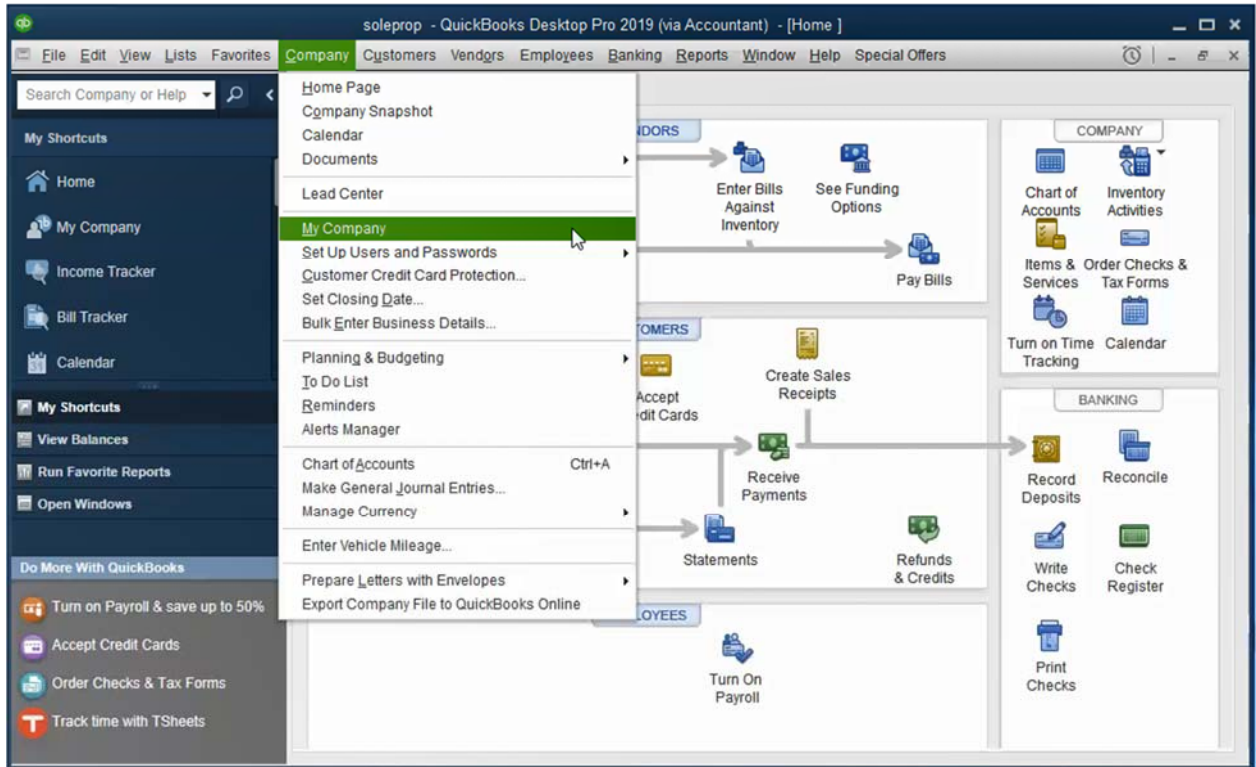 qb
soleprop - QuickBooks Desktop Pro 2019 (via Accountant) - [Home ]
File Edit View Lists Favorites Company Customers Vendors Employees Banking Reports Window Help Special Offers
Search Company or Help
My Shortcuts
Home
My Company
Income Tracker
Bill Tracker
Calendar
My Shortcuts
View Balances
Run Favorite Reports
Open Windows
Do More With QuickBooks
Turn on Payroll & save up to 50%
Accept Credit Cards
Order Checks & Tax Forms
Track time with TSheets
Home Page
Company Snapshot
Calendar
Documents
Lead Center
My Company
Set Up Users and Passwords
Customer Credit Card Protection...
Set Closing Date...
Bulk Enter Business Details...
Planning & Budgeting
To Do List
Reminders
Alerts Manager
Chart of Accounts Ctrl+A
Make General Journal Entries...
Manage Currency
Enter Vehicle Mileage...
Prepare Letters with Envelopes
Export Company File to QuickBooks Online
NDORS
Enter Bills
Against
Inventory
See Funding
Options
Pay Bills
OMERS
Accept
edit Cards
Create Sales
Receipts
Receive
Payments
Statements
Refunds
& Credits
LOYEES
Turn On
Payroll
COMPANY
Chart of
Accounts
Inventory
Activities
Items &
Services
Order Checks &
Tax Forms
Turn on Time
Tracking
Calendar
BANKING
Record
Deposits
Reconcile
Write
Checks
Check
Register
Print
Checks